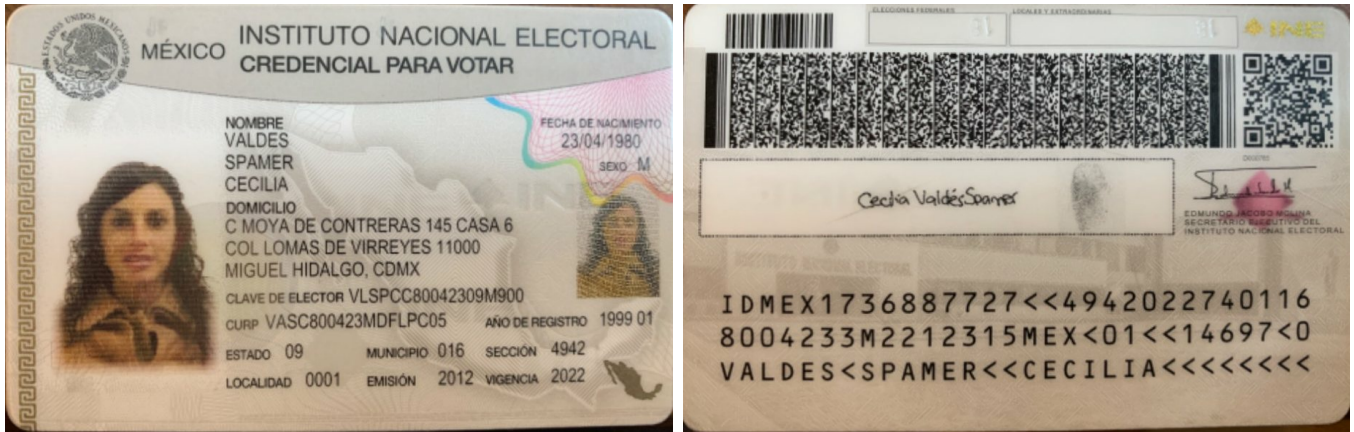 ESTADOS UNIDOS MEXICANOS
MÉXICO INSTITUTO NACIONAL ELECTORAL
CREDENCIAL PARA VOTAR
NOMBRE
VALDES
SPAMER
CECILIA
FECHA DE NACIMIENTO
23/04/1980
SEXO M
DOMICILIO
C MOYA DE CONTRERAS 145 CASA 6
COL LOMAS DE VIRREYES 11000
MIGUEL HIDALGO, CDMX
CLAVE DE ELECTOR VLSPCC80042309M900
CURP VASC800423MDFLPC05 AÑO DE REGISTRO 1999 01
ESTADO 09 MUNICIPIO 016 SECCIÓN 4942
LOCALIDAD 0001 EMISIÓN 2012 VIGENCIA 2022
ELECCIONES FEDERALES LOCALES Y EXTRAORDINARIAS
Cecilia Valdés Spamer
EDMUNDO JACOBO MOLINA
SECRETARIO EJECUTIVO DEL
INSTITUTO NACIONAL ELECTORAL
INSTITUTO NACIONAL ELECTORAL
IDMEX1736887727<<4942022740116
8004233M2212315MEX<01<<14697<0
VALDES<SPAMER<<CECILIA<<<<<<<<